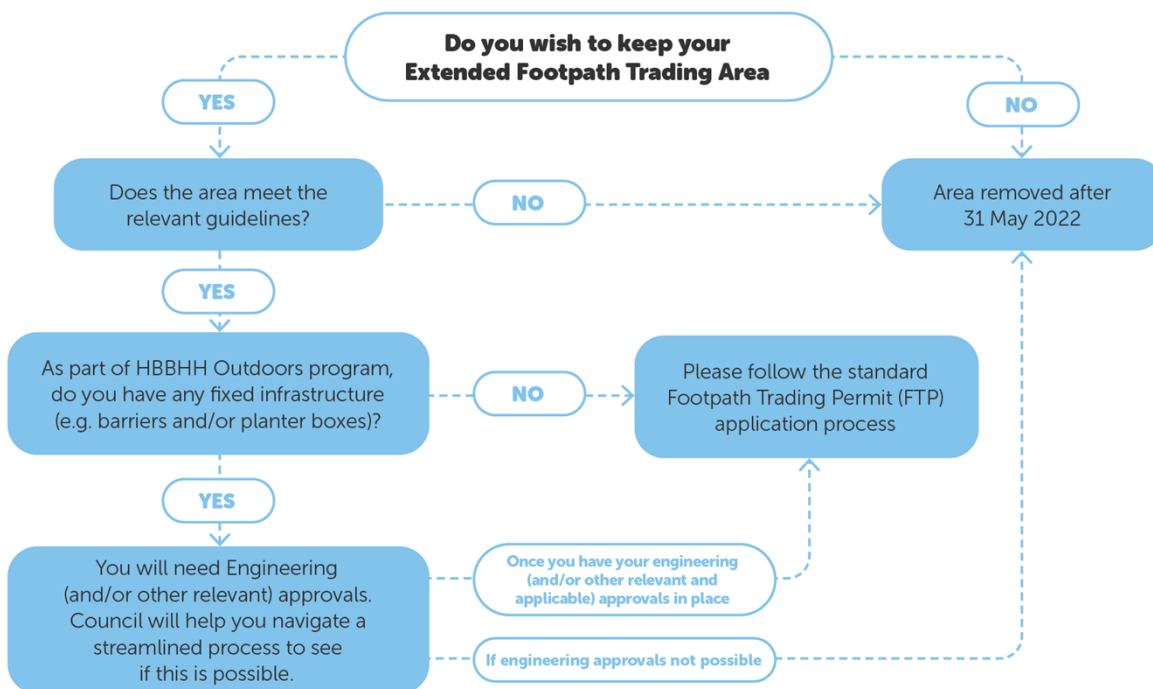 Do you wish to keep your
Extended Footpath Trading Area
YES
NO
Does the area meet the
relevant guidelines?
NO
Area removed after
31 May 2022
YES
As part of HBBHH Outdoors program,
do you have any fixed infrastructure
(e.g. barriers and/or planter boxes)?
NO
Please follow the standard
Footpath Trading Permit (FTP)
application process
YES
You will need Engineering
(and/or other relevant) approvals.
Council will help you navigate a
streamlined process to see
if this is possible.
Once you have your engineering
(and/or other relevant and
applicable) approvals in place
If engineering approvals not possible